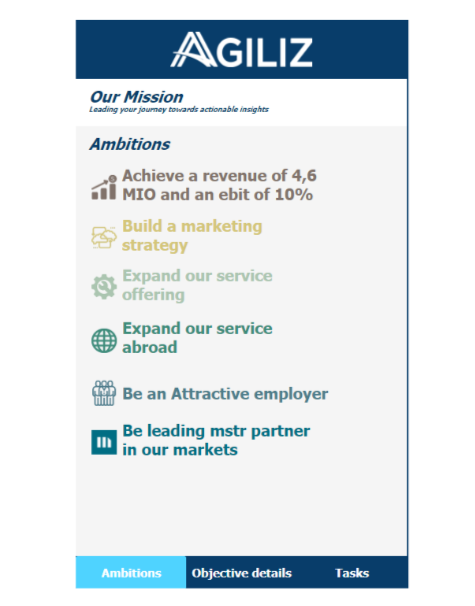 AGILIZ
Our Mission
Leading your journey towards actionable insights
Ambitions
Achieve a revenue of 4,6
MIO and an ebit of 10%
Build a marketing
strategy
Expand our service
offering
Expand our service
abroad
Be an Attractive employer
Be leading mstr partner
in our markets
Ambitions Objective details Tasks